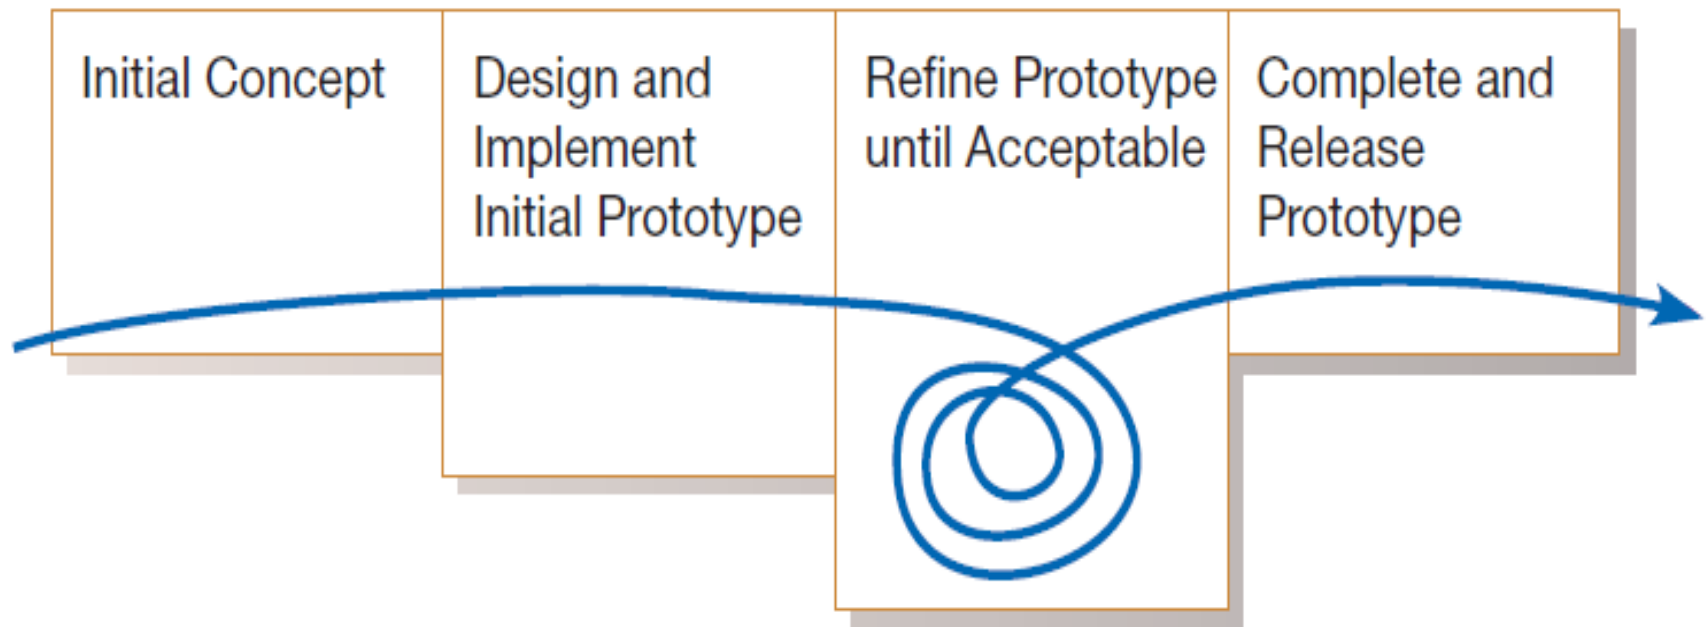 Initial Concept
Design and
Implement
Initial Prototype
Refine Prototype
until Acceptable
Complete and
Release
Prototype